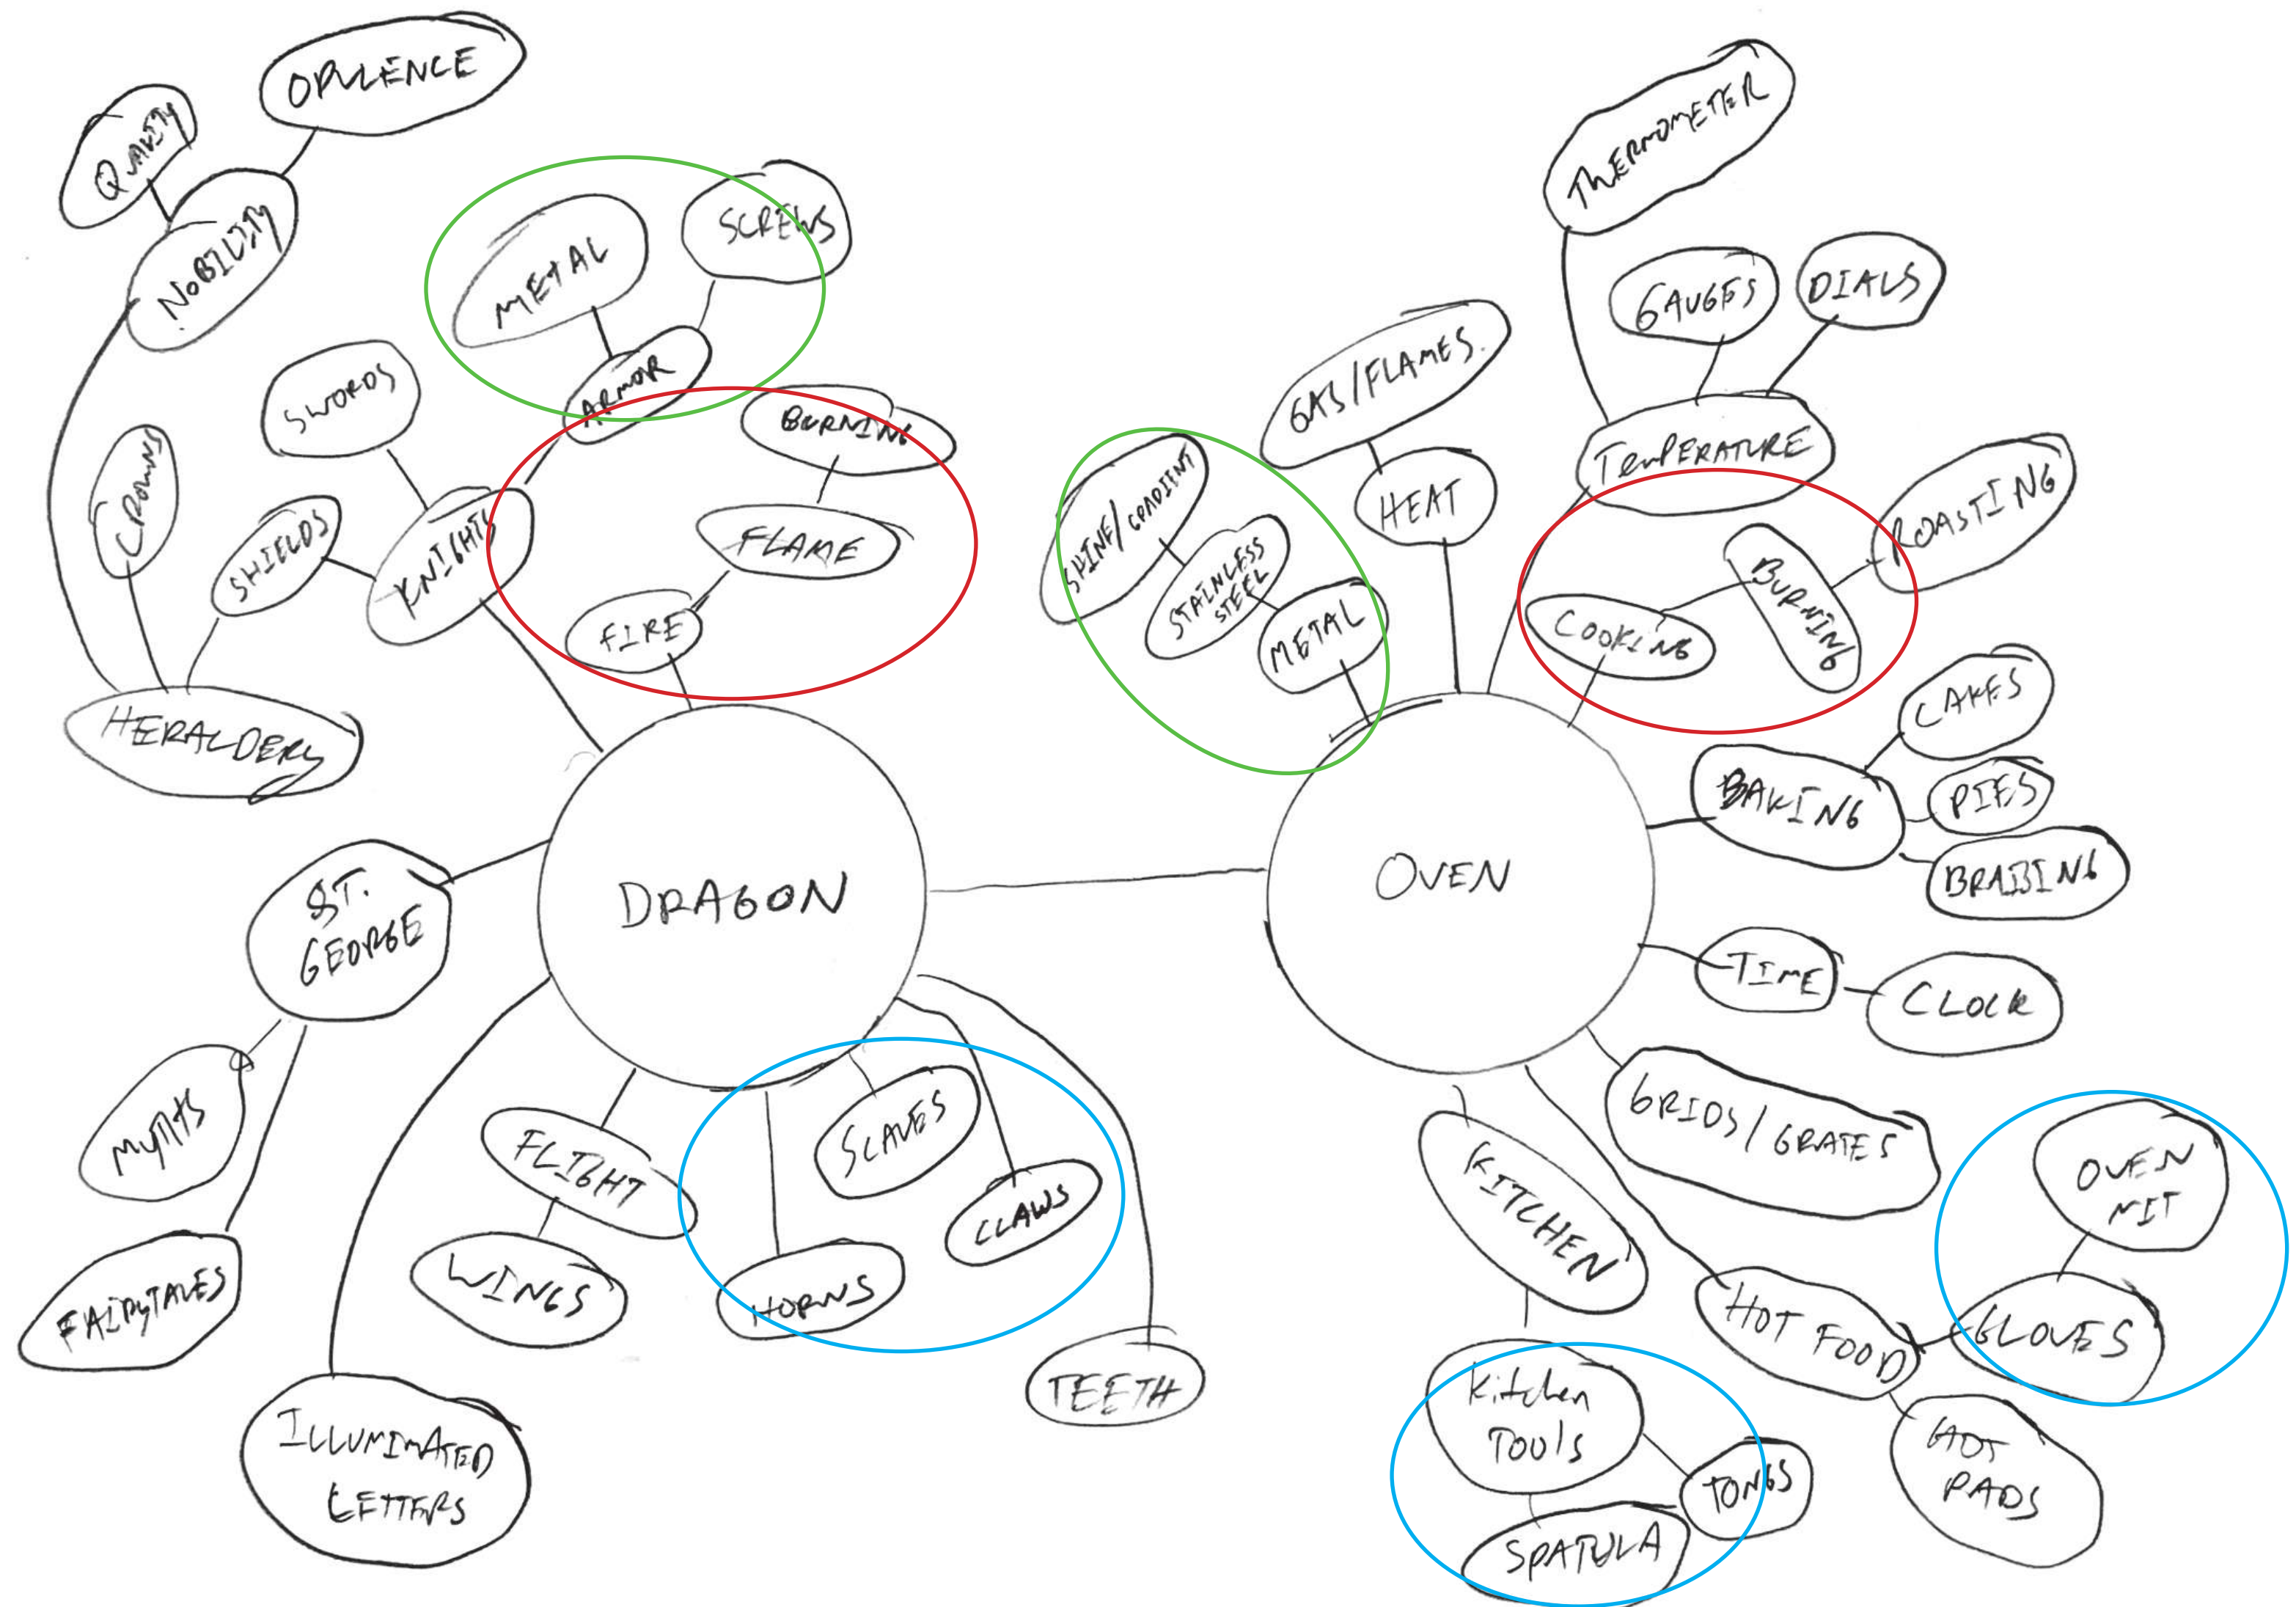 OPULENCE
QUALITY
NOBILITY
METAL
SCREWS
ARMOR
SWORDS
CROWNS
SHIELDS
KNIGHTS
BURNING
FLAME
FIRE
HERALDERY
DRAGON
ST.
GEORGE
MYTHS
FAIRYTALES
ILLUMINATED
LETTERS
FLIGHT
WINGS
HORNS
SCALES
CLAWS
TEETH
THERMOMETER
GAUGES
DIALS
TEMPERATURE
GAS/FLAMES
HEAT
SHINE/GRADIENT
STAINLESS
STEEL
METAL
ROASTING
BURNING
COOKING
OVEN
CAKES
BAKING
PIES
BRAISING
TIME
CLOCK
GRIDS/GRATES
KITCHEN
OVEN
MIT
HOT FOOD
GLOVES
HOT
PADS
Kitchen
Tools
TONGS
SPATULA